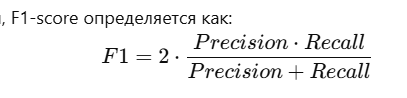 , F1-score определяется как:
F1 = 2 · Precision · Recall / Precision + Recall